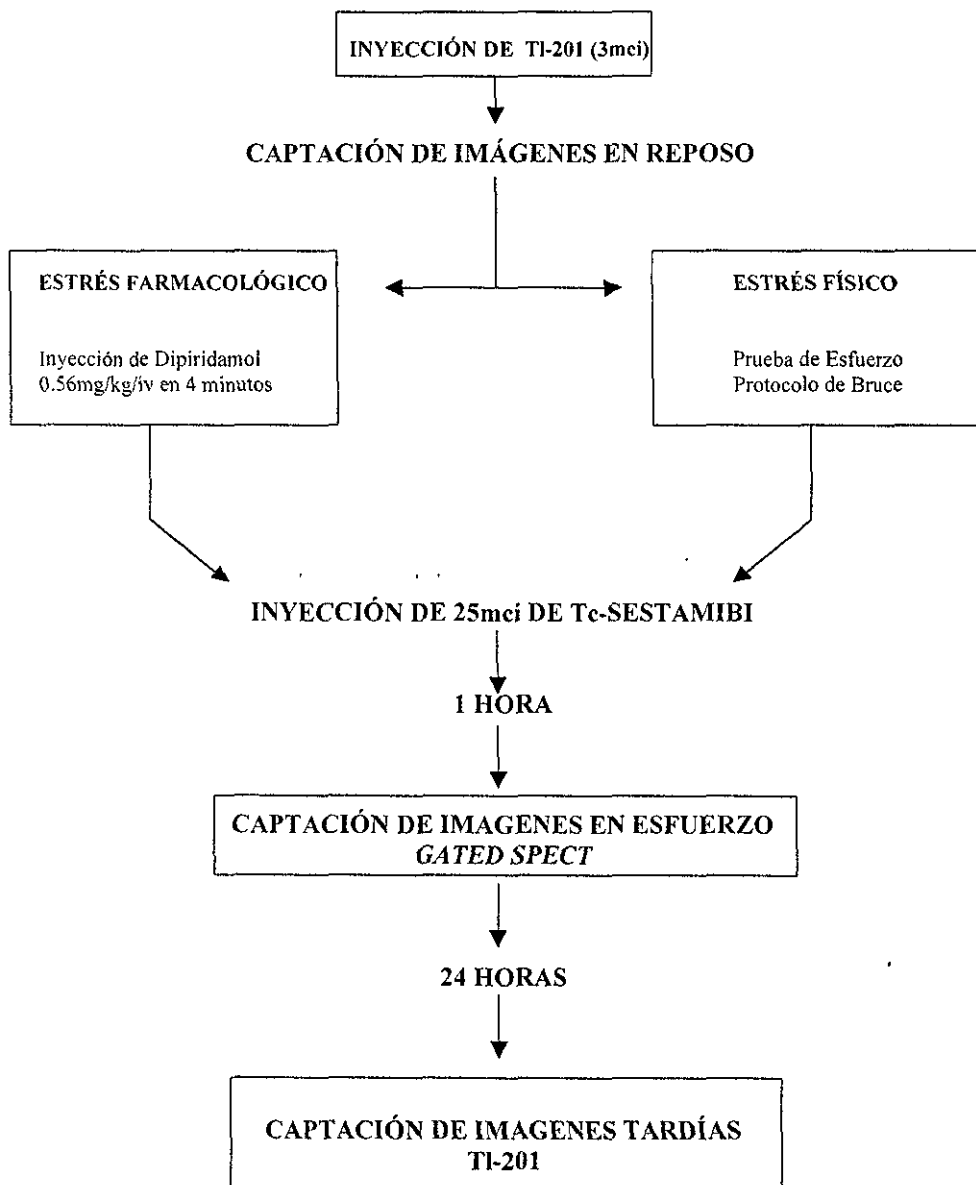 INYECCIÓN DE Tl-201 (3mci)
CAPTACIÓN DE IMÁGENES EN REPOSO
ESTRÉS FARMACOLÓGICO
Inyección de Dipiridamol
0.56mg/kg/iv en 4 minutos
ESTRÉS FÍSICO
Prueba de Esfuerzo
Protocolo de Bruce
INYECCIÓN DE 25mci DE Tc-SESTAMIBI
1 HORA
CAPTACIÓN DE IMAGENES EN ESFUERZO
GATED SPECT
24 HORAS
CAPTACIÓN DE IMAGENES TARDÍAS
Tl-201